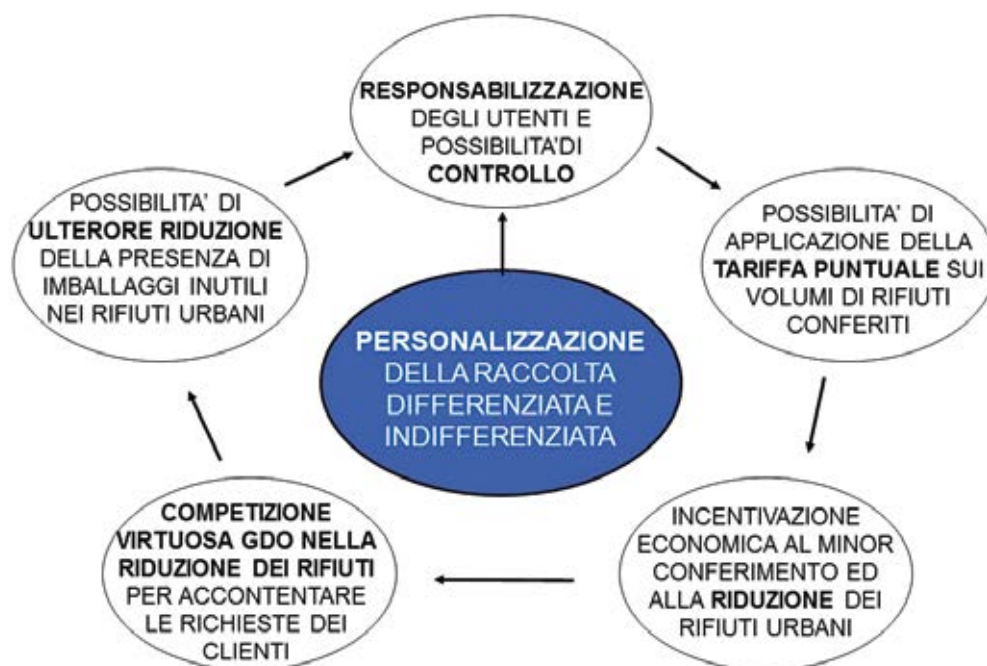 RESPONSABILIZZAZIONE
DEGLI UTENTI E
POSSIBILITA'DI
CONTROLLO
POSSIBILITA' DI
APPLICAZIONE DELLA
TARIFFA PUNTUALE SUI
VOLUMI DI RIFIUTI
CONFERITI
INCENTIVAZIONE
ECONOMICA AL MINOR
CONFERIMENTO ED
ALLA RIDUZIONE DEI
RIFIUTI URBANI
COMPETIZIONE
VIRTUOSA GDO NELLA
RIDUZIONE DEI RIFIUTI
PER ACCONTENTARE
LE RICHIESTE DEI
CLIENTI
POSSIBILITA' DI
ULTERORE RIDUZIONE
DELLA PRESENZA DI
IMBALLAGGI INUTILI
NEI RIFIUTI URBANI
PERSONALIZZAZIONE
DELLA RACCOLTA
DIFFERENZIATA E
INDIFFERENZIATA